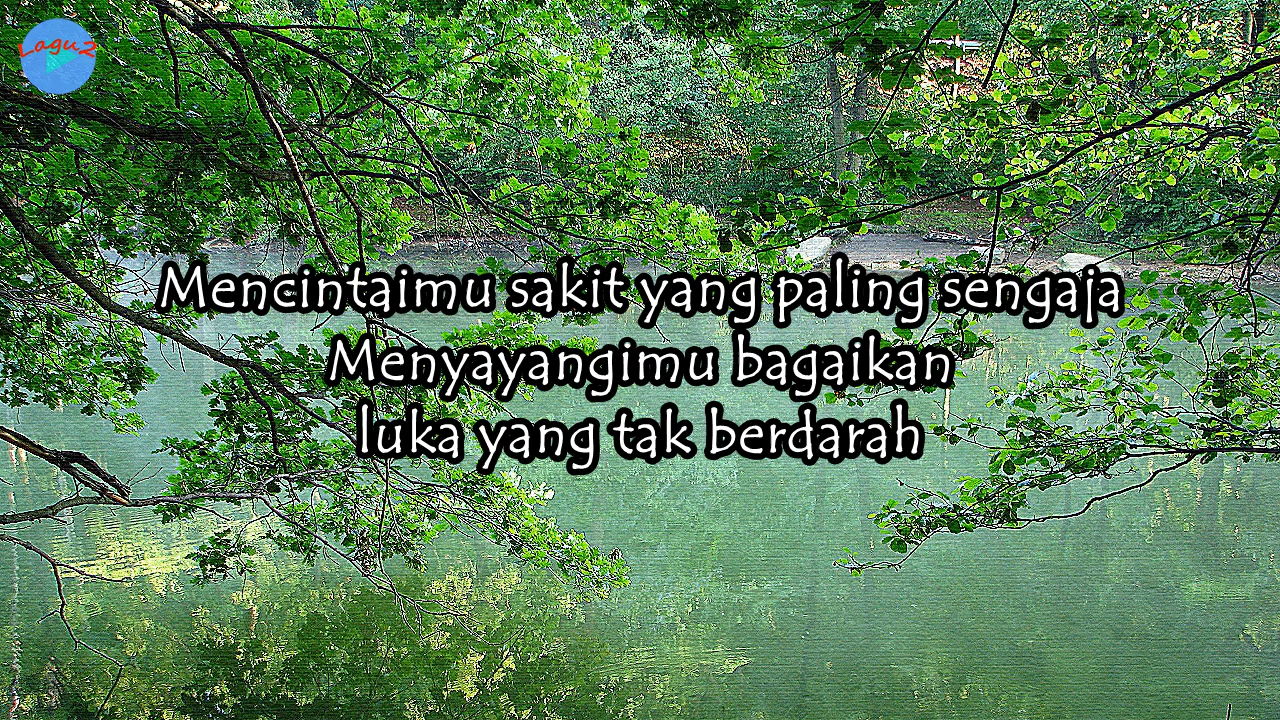 Lagu2
Mencintaimu sakit yang paling sengaja
Menyayangimu bagaikan
luka yang tak berdarah